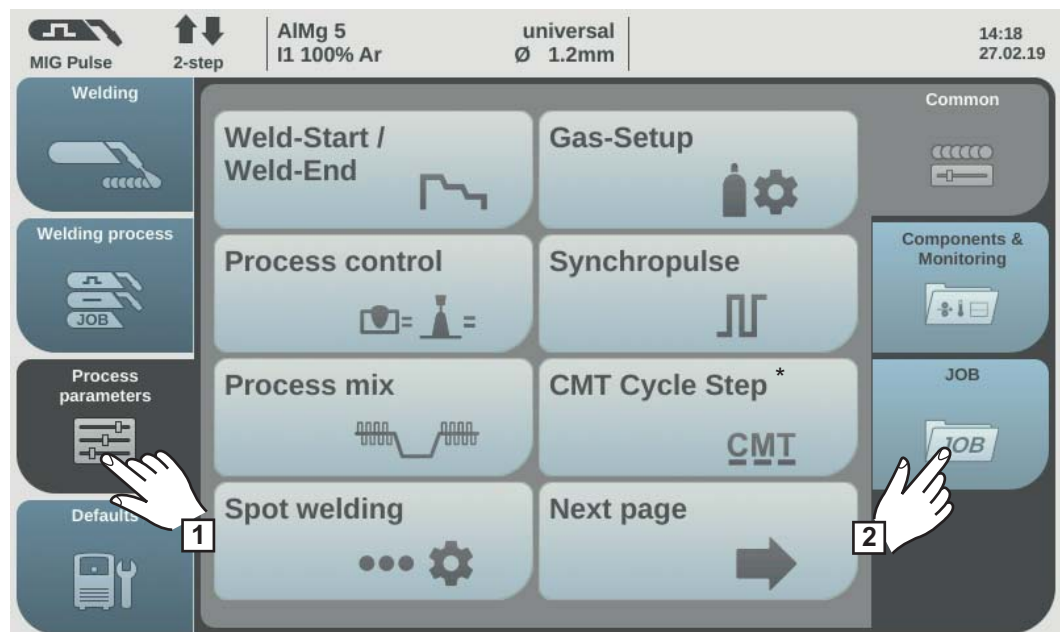 MIG Pulse
2-step
AlMg 5
I1 100% Ar
universal
Ø 1.2mm
14:18
27.02.19
Welding
Welding process
JOB
Process
parameters
1
Defaults
Weld-Start /
Weld-End
Gas-Setup
Process control
=
=
Synchropulse
Process mix
CMT Cycle Step *
CMT
Spot welding
Next page
Common
Components &
Monitoring
JOB
JOB
2